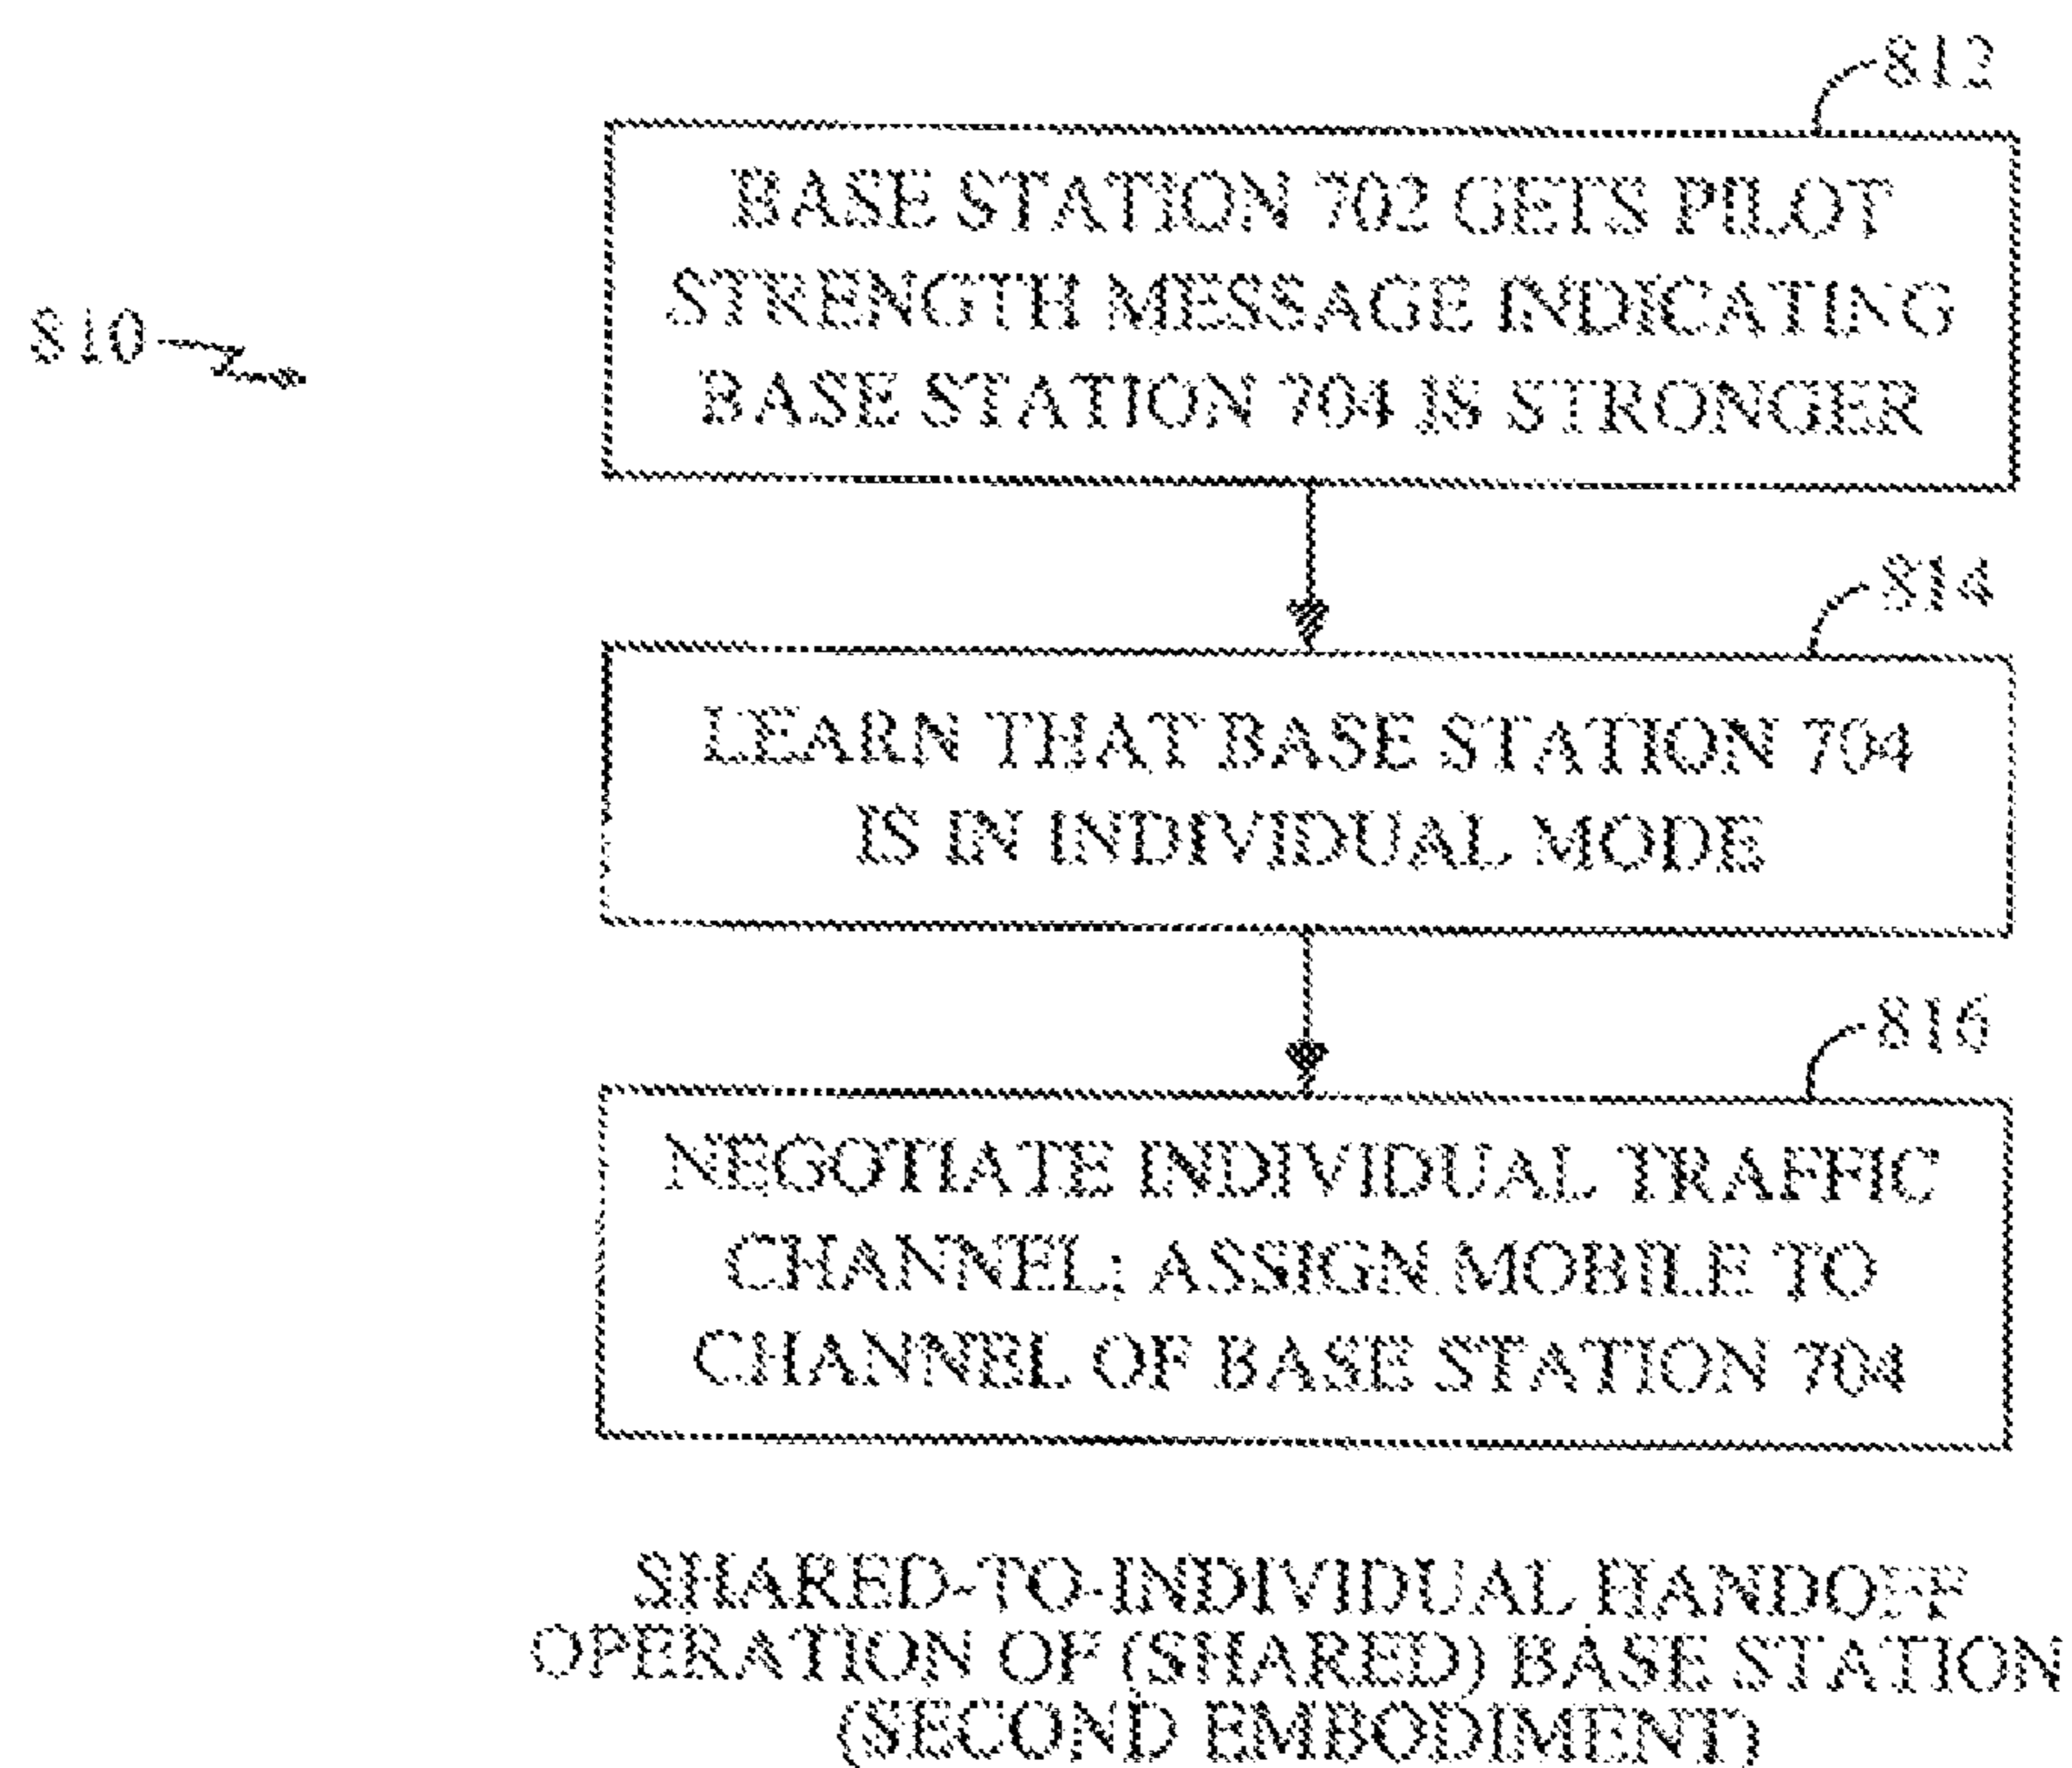 812
BASE STATION 702 GETS PILOT
STRENGTH MESSAGE INDICATING
BASE STATION 704 IS STRONGER
810
814
LEARN THAT BASE STATION 704
IS IN INDIVIDUAL MODE
816
NEGOTIATE INDIVIDUAL TRAFFIC
CHANNEL; ASSIGN MOBILE TO
CHANNEL OF BASE STATION 704
SHARED-TO-INDIVIDUAL HANDOFF
OPERATION OF (SHARED) BASE STATION
(SECOND EMBODIMENT)